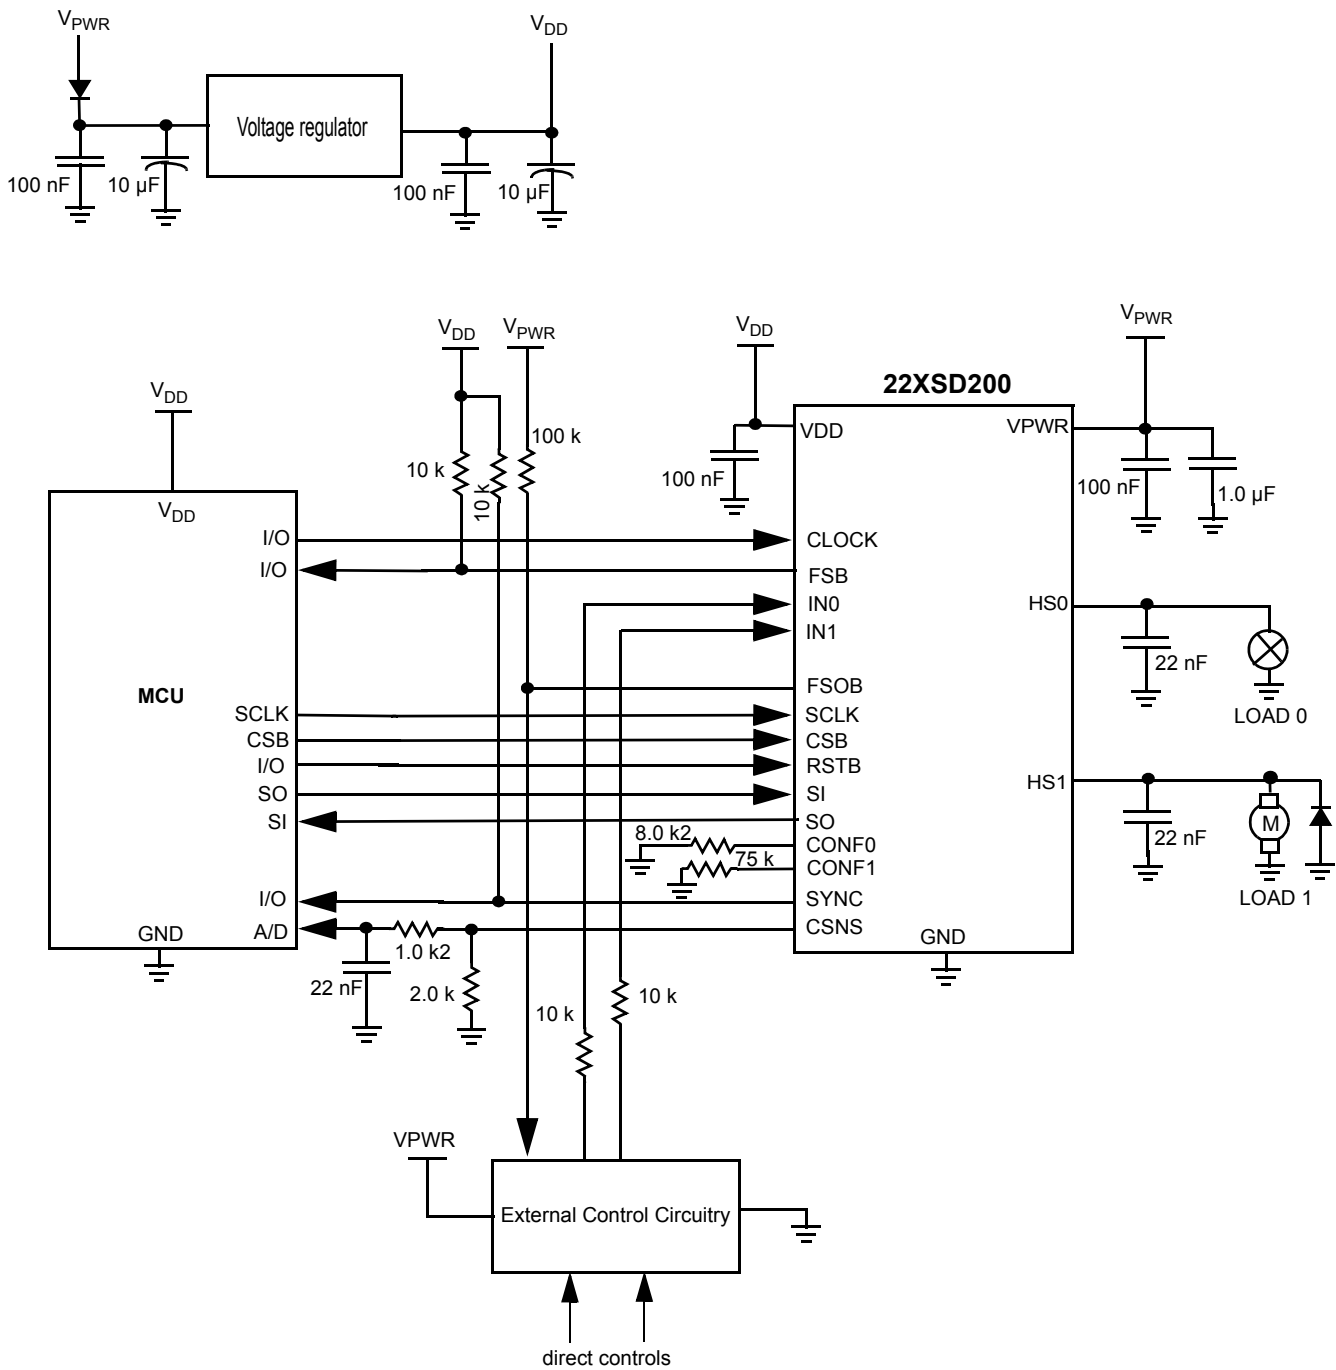 VPWR
VDD
Voltage regulator
100 nF
10 µF
100 nF
10 µF
VDD
VPWR
VDD
VPWR
22XSD200
VDD
VDD
VPWR
100 k
10 k
10 k
100 nF
100 nF
1.0 µF
VDD
I/O
CLOCK
I/O
FSB
IN0
HS0
IN1
22 nF
MCU
FSOB
LOAD 0
SCLK
SCLK
CSB
CSB
I/O
RSTB
HS1
SO
SI
SI
SO
8.0 k2
CONF0
22 nF
M
75 k
CONF1
I/O
SYNC
LOAD 1
A/D
CSNS
GND
GND
1.0 k2
22 nF
2.0 k
10 k
10 k
VPWR
External Control Circuitry
direct controls